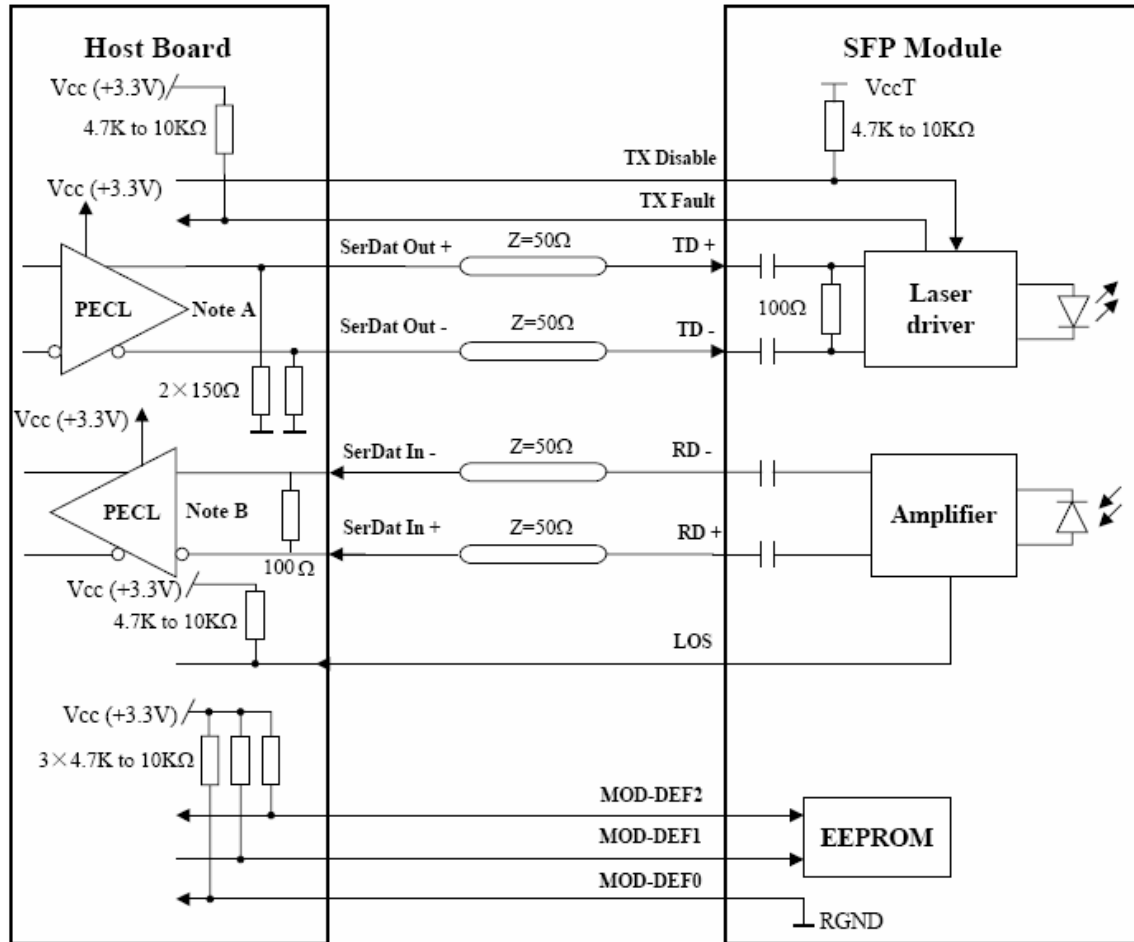 Host Board
SFP Module
Vcc (+3.3V)
VccT
4.7K to 10KΩ
4.7K to 10KΩ
TX Disable
Vcc (+3.3V)
TX Fault
SerDat Out +
Z=50Ω
TD +
PECL
Note A
100Ω
Laser
driver
SerDat Out -
Z=50Ω
TD -
2×150Ω
Vcc (+3.3V)
SerDat In -
Z=50Ω
RD -
PECL
Note B
Amplifier
SerDat In +
Z=50Ω
RD +
100Ω
Vcc (+3.3V)
4.7K to 10KΩ
LOS
Vcc (+3.3V)
3×4.7K to 10KΩ
MOD-DEF2
MOD-DEF1
EEPROM
MOD-DEF0
RGND